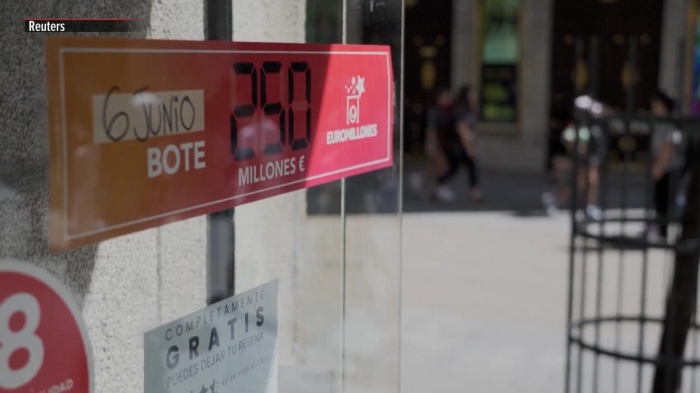 Reuters
6 JUNIO
BOTE
250
MILLONES €
EUROMILLONES
8
COMPLETAMENTE
GRATIS
PUEDES DEJAR TU RESEÑA